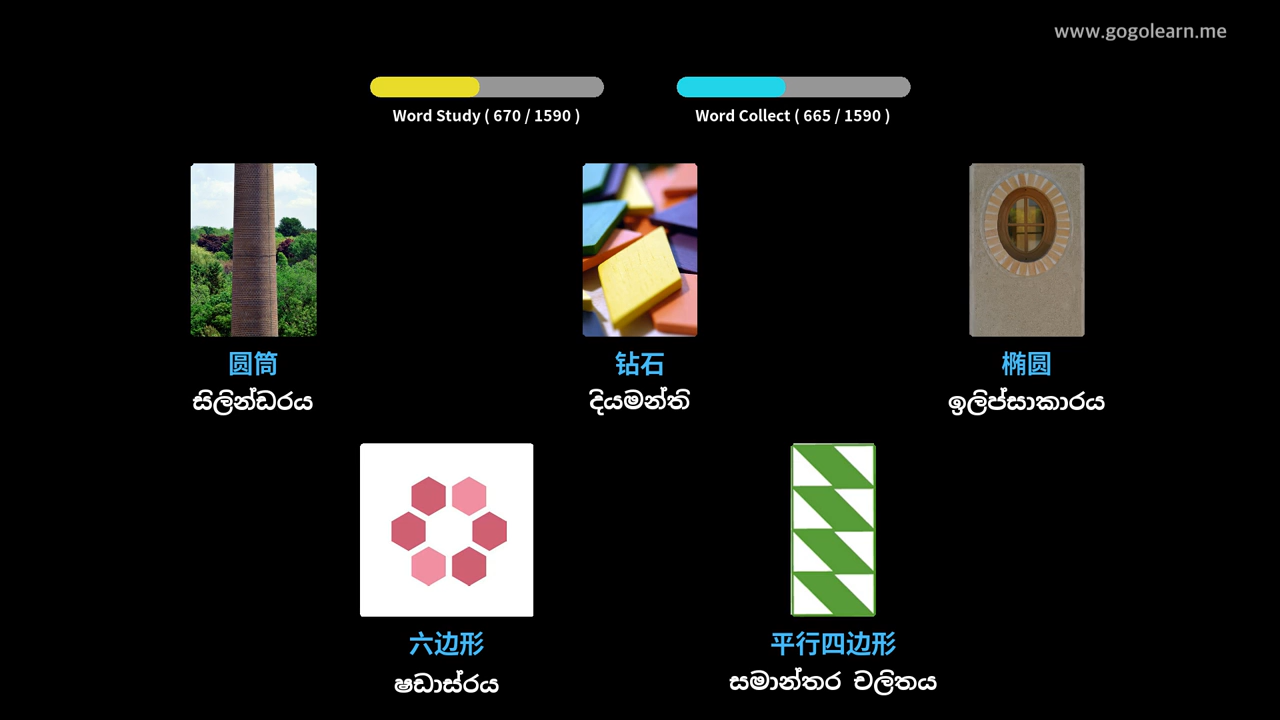 www.gogolearn.me
Word Study ( 670 / 1590 )
Word Collect ( 665 / 1590 )
圆筒
钻石
椭圆
සිලින්ඩරය
දියමන්ති
ඉලිප්සාකාරය
六边形
平行四边形
ෂඩාස්රය
සමාන්තර චලිතය